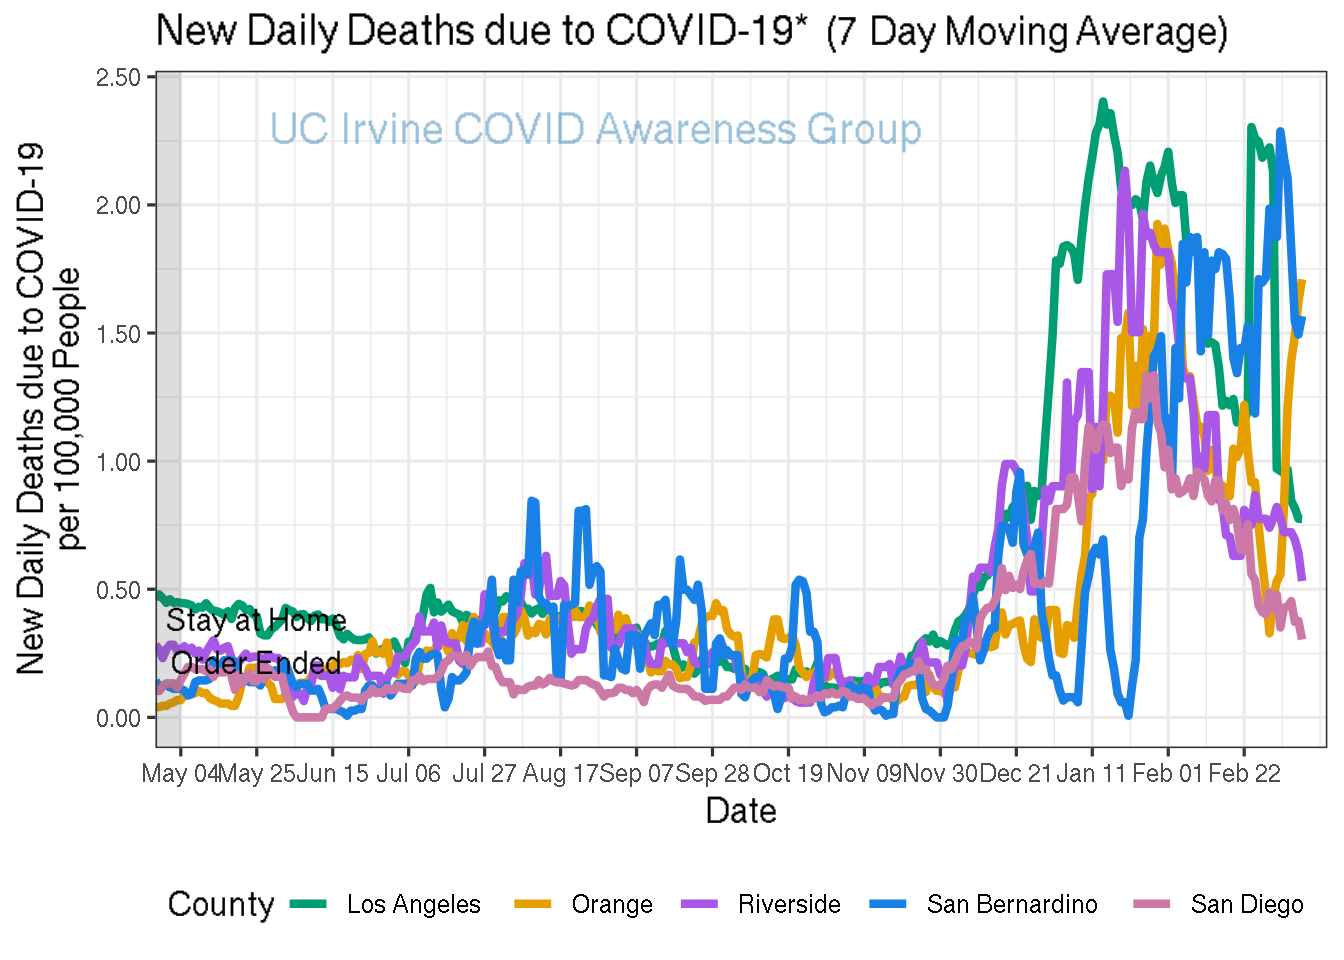 New Daily Deaths due to COVID-19* (7 Day Moving Average)
UC Irvine COVID Awareness Group
New Daily Deaths due to COVID-19
per 100,000 People
2.50
2.00
1.50
1.00
0.50
0.00
Stay at Home
Order Ended
May 04 May 25 Jun 15 Jul 06 Jul 27 Aug 17 Sep 07 Sep 28 Oct 19 Nov 09 Nov 30 Dec 21 Jan 11 Feb 01 Feb 22
Date
County Los Angeles Orange Riverside San Bernardino San Diego